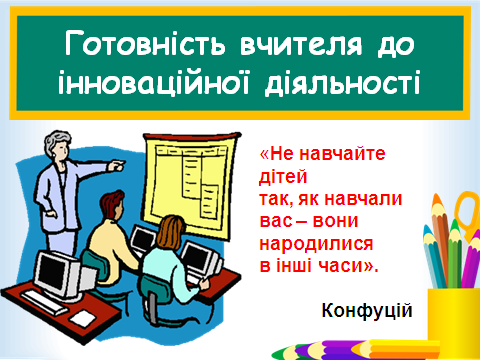 Готовність вчителя до
інноваційної діяльності
«Не навчайте
дітей
так, як навчали
вас – вони
народилися
в інші часи».
Конфуцій